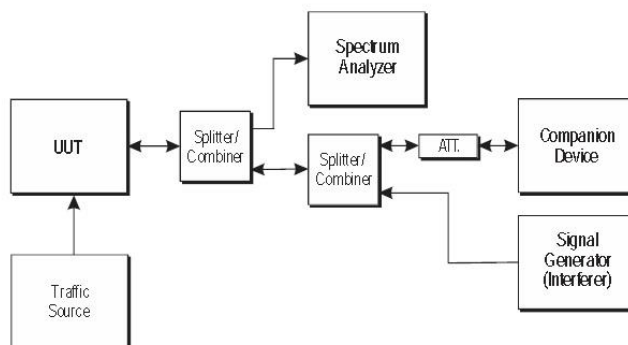 Spectrum
Analyzer
UUT
Splitter/
Combiner
Splitter/
Combiner
ATT.
Companion
Device
Signal
Generator
(Interferer)
Traffic
Source